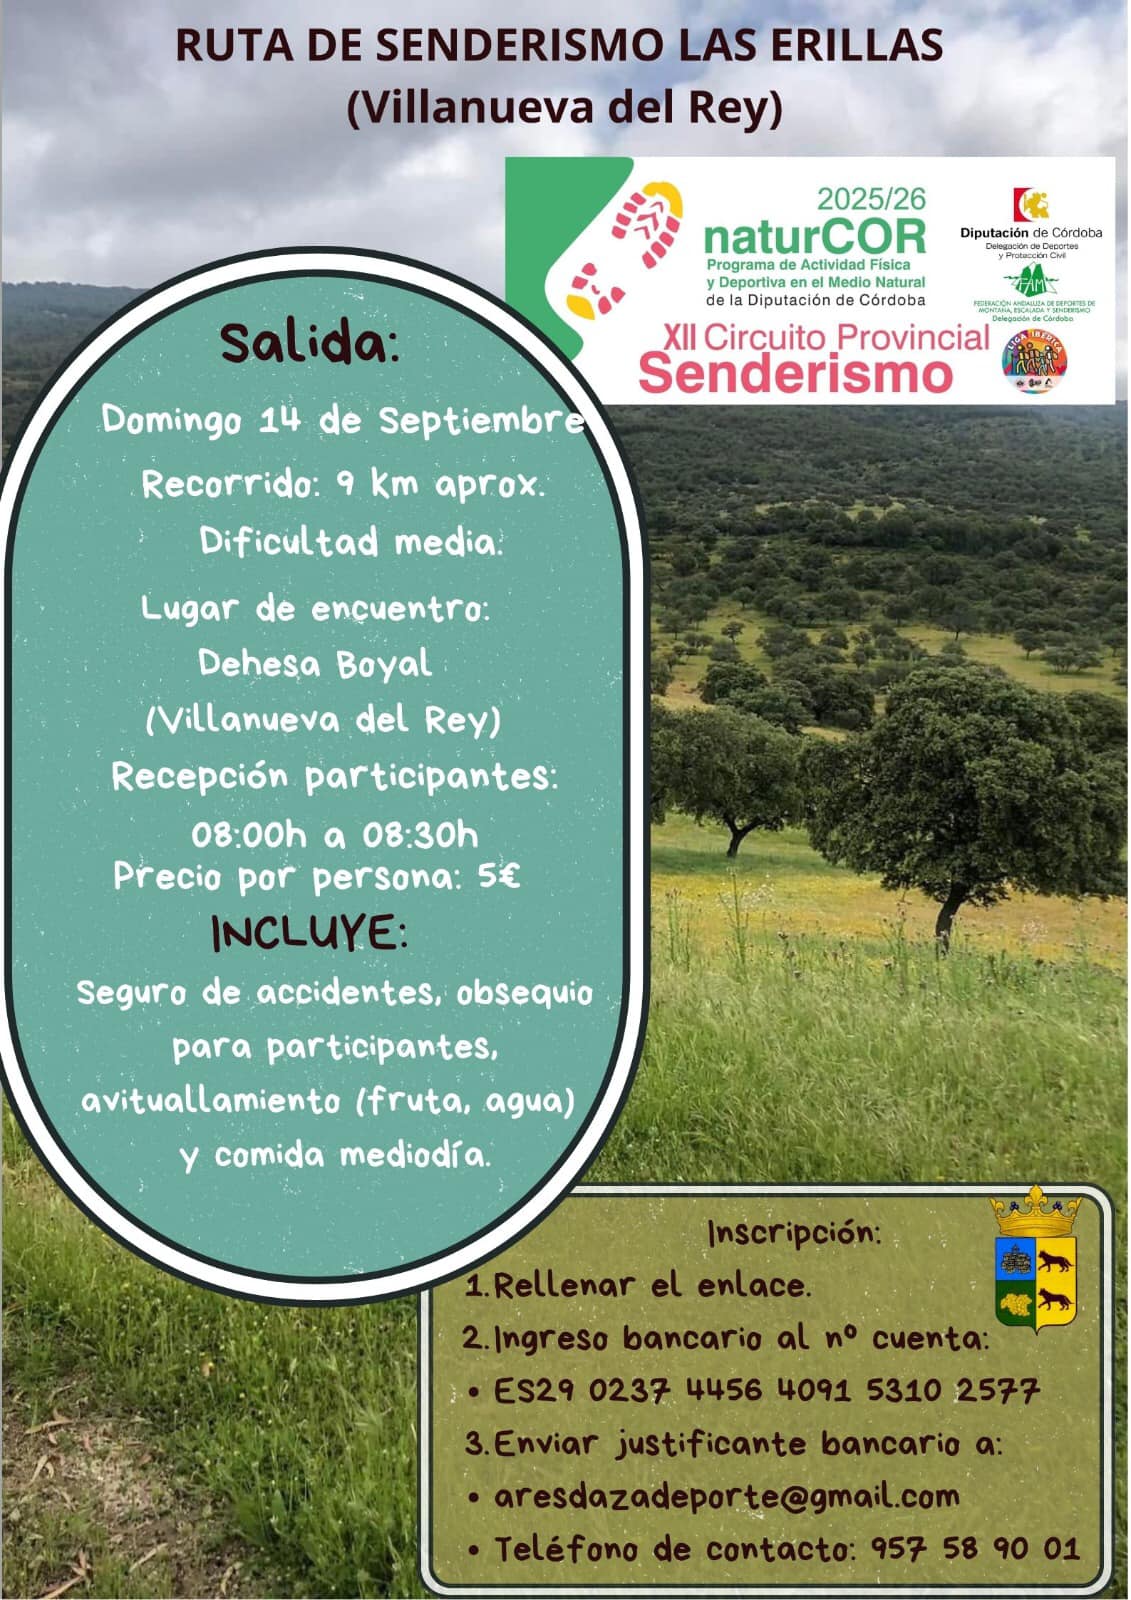 RUTA DE SENDERISMO LAS ERILLAS
(Villanueva del Rey)
2025/26
naturCOR
Programa de Actividad Física
y Deportiva en el Medio Natural
de la Diputación de Córdoba
XII Circuito Provincial
Senderismo
Diputación de Córdoba
Delegación de Deportes
y Protección Civil
FAM
FEDERACIÓN ANDALUZA DE DEPORTES DE
MONTAÑA, ESCALADA Y SENDERISMO
Delegación de Córdoba
LIGA IBERICA
Salida:
Domingo 14 de Septiembre
Recorrido: 9 km aprox.
Dificultad media.
Lugar de encuentro:
Dehesa Boyal
(Villanueva del Rey)
Recepción participantes:
08:00h a 08:30h
Precio por persona: 5€
INCLUYE:
Seguro de accidentes, obsequio
para participantes,
avituallamiento (fruta, agua)
y comida mediodía.
Inscripción:
1. Rellenar el enlace.
2. Ingreso bancario al nº cuenta:
• ES29 0237 4456 4091 5310 2577
3. Enviar justificante bancario a:
• aresdazadeporte@gmail.com
• Teléfono de contacto: 957 58 90 01